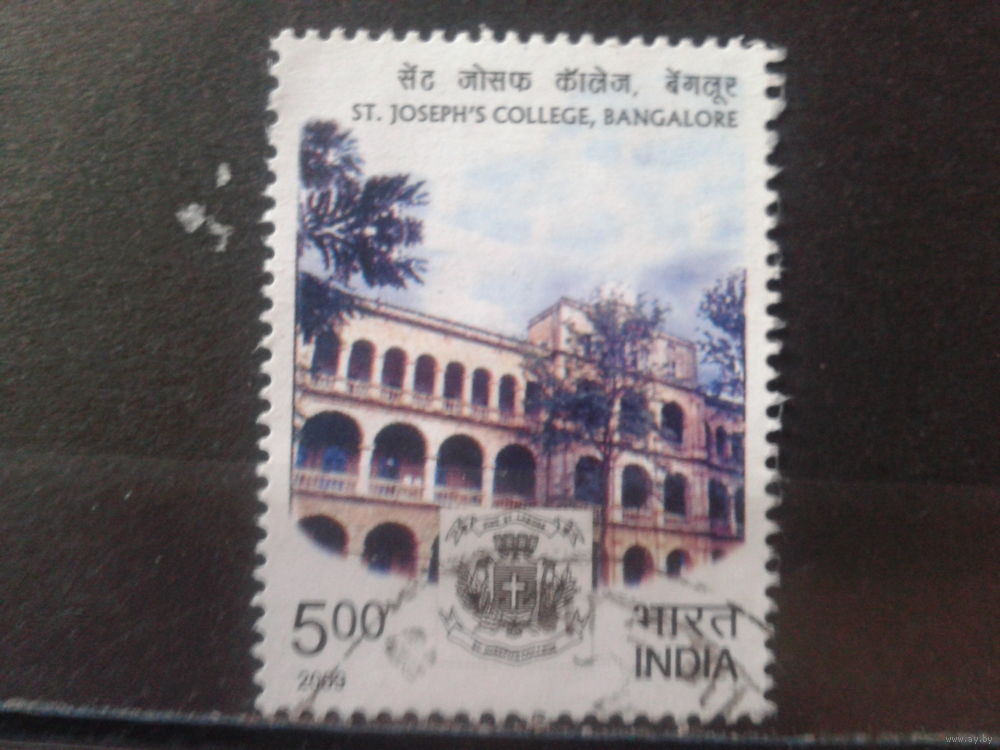 सेंट जोसफ कॉलेज, बेंगलूर
ST. JOSEPH'S COLLEGE, BANGALORE
5.00
2009
भारत
INDIA
www.ay.by